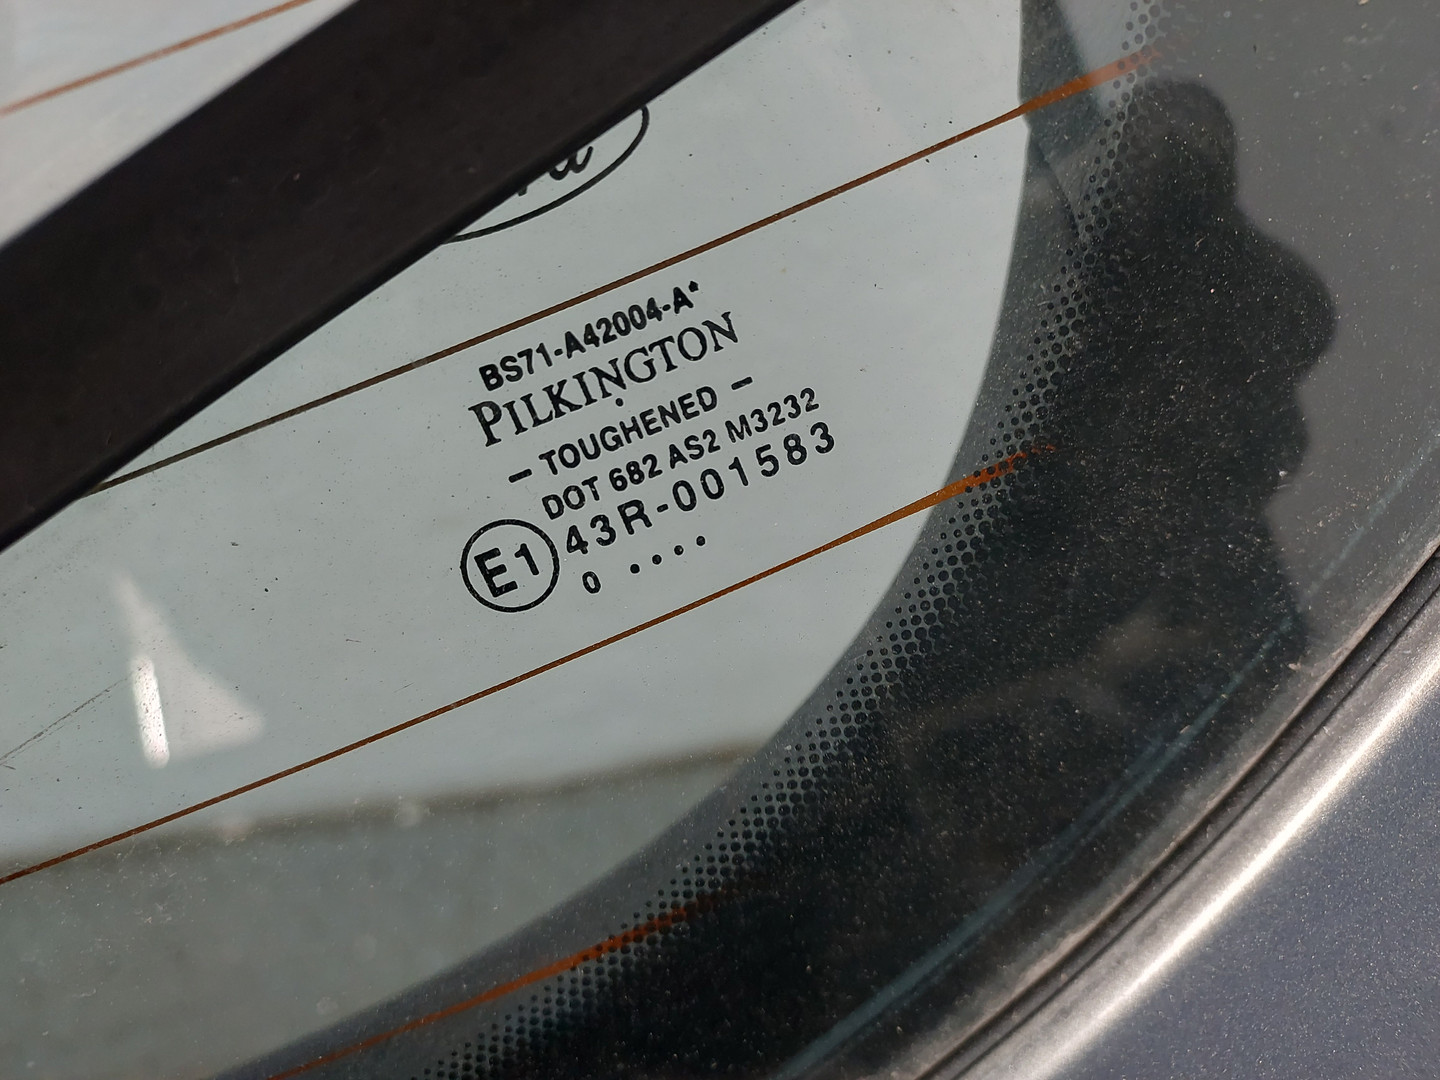 BS71-A42004-A*
PILKINGTON
– TOUGHENED –
DOT 682 AS2 M3232
E1 43R-001583
0 ....